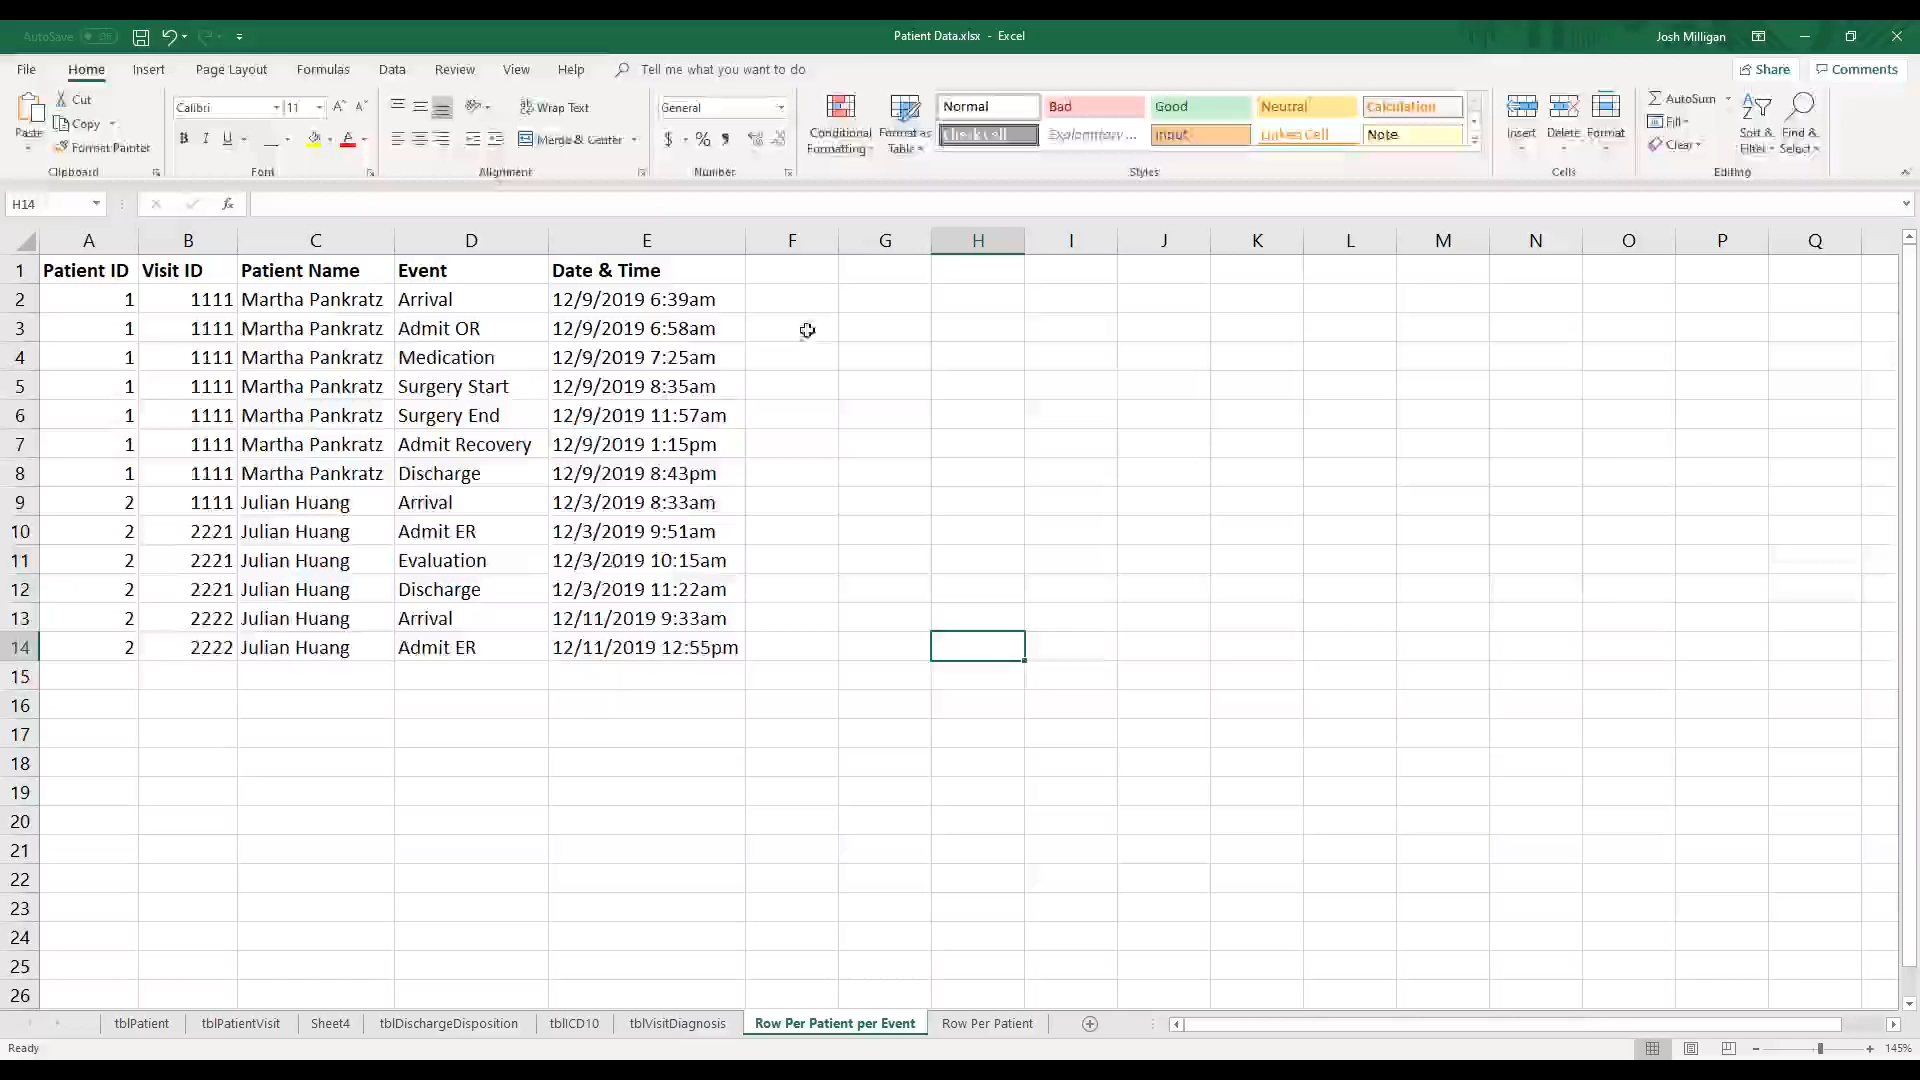 AutoSave Off Patient Data.xlsx - Excel Josh Milligan
File Home Insert Page Layout Formulas Data Review View Help Tell me what you want to do Share Comments
Paste
Cut
Copy
Format Painter
Clipboard
Calibri 11
B I U
Font
Wrap Text
Merge & Center
Alignment
General
$ %
Number
Conditional Formatting
Format as Table
Normal Bad Good Neutral Calculation
Check Cell Explanatory ... Input Linked Cell Note
Styles
Insert Delete Format
Cells
AutoSum
Fill
Clear
Sort & Filter
Find & Select
Editing
H14 fx
A B C D E F G H I J K L M N O P Q
1 Patient ID Visit ID Patient Name Event Date & Time
2 1 1111 Martha Pankratz Arrival 12/9/2019 6:39am
3 1 1111 Martha Pankratz Admit OR 12/9/2019 6:58am
4 1 1111 Martha Pankratz Medication 12/9/2019 7:25am
5 1 1111 Martha Pankratz Surgery Start 12/9/2019 8:35am
6 1 1111 Martha Pankratz Surgery End 12/9/2019 11:57am
7 1 1111 Martha Pankratz Admit Recovery 12/9/2019 1:15pm
8 1 1111 Martha Pankratz Discharge 12/9/2019 8:43pm
9 2 1111 Julian Huang Arrival 12/3/2019 8:33am
10 2 2221 Julian Huang Admit ER 12/3/2019 9:51am
11 2 2221 Julian Huang Evaluation 12/3/2019 10:15am
12 2 2221 Julian Huang Discharge 12/3/2019 11:22am
13 2 2222 Julian Huang Arrival 12/11/2019 9:33am
14 2 2222 Julian Huang Admit ER 12/11/2019 12:55pm
15
16
17
18
19
20
21
22
23
24
25
26
tblPatient tblPatientVisit Sheet4 tblDischargeDisposition tblICD10 tblVisitDiagnosis Row Per Patient per Event Row Per Patient
Ready 145%